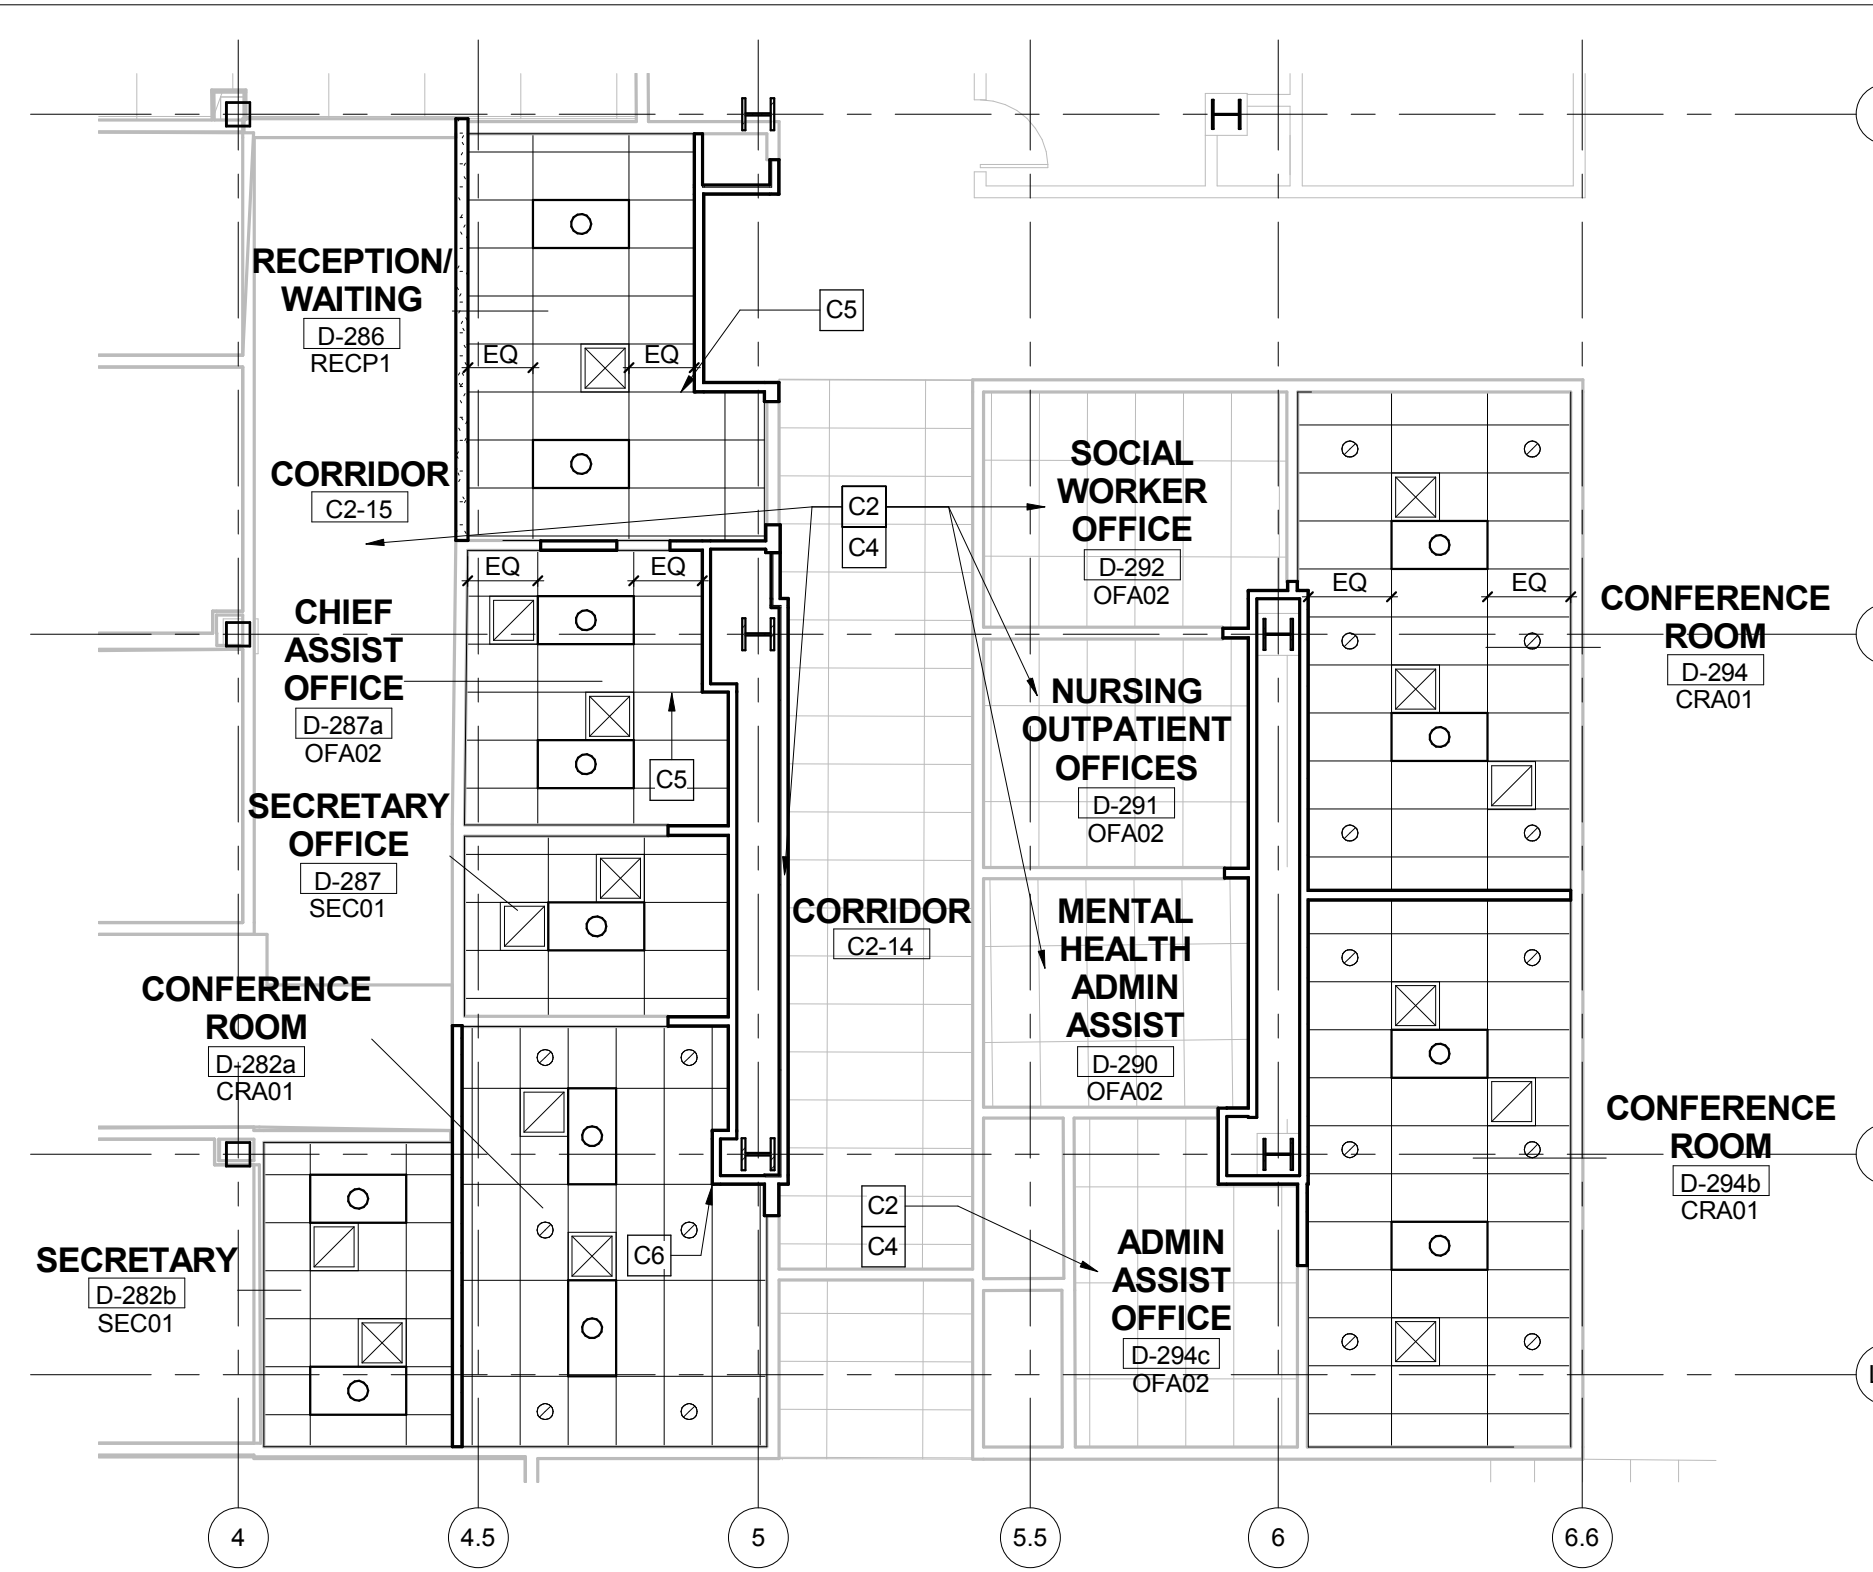 RECEPTION/
WAITING
D-286
RECP1
C5
EQ
EQ
CORRIDOR
C2-15
C2
C4
SOCIAL
WORKER
OFFICE
D-292
OFA02
EQ
EQ
EQ
EQ
CONFERENCE
ROOM
D-294
CRA01
CHIEF
ASSIST
OFFICE
D-287a
OFA02
C5
NURSING
OUTPATIENT
OFFICES
D-291
OFA02
SECRETARY
OFFICE
D-287
SEC01
CORRIDOR
C2-14
MENTAL
HEALTH
ADMIN
ASSIST
D-290
OFA02
CONFERENCE
ROOM
D-282a
CRA01
CONFERENCE
ROOM
D-294b
CRA01
C2
C4
C6
SECRETARY
D-282b
SEC01
ADMIN
ASSIST
OFFICE
D-294c
OFA02
4
4.5
5
5.5
6
6.6